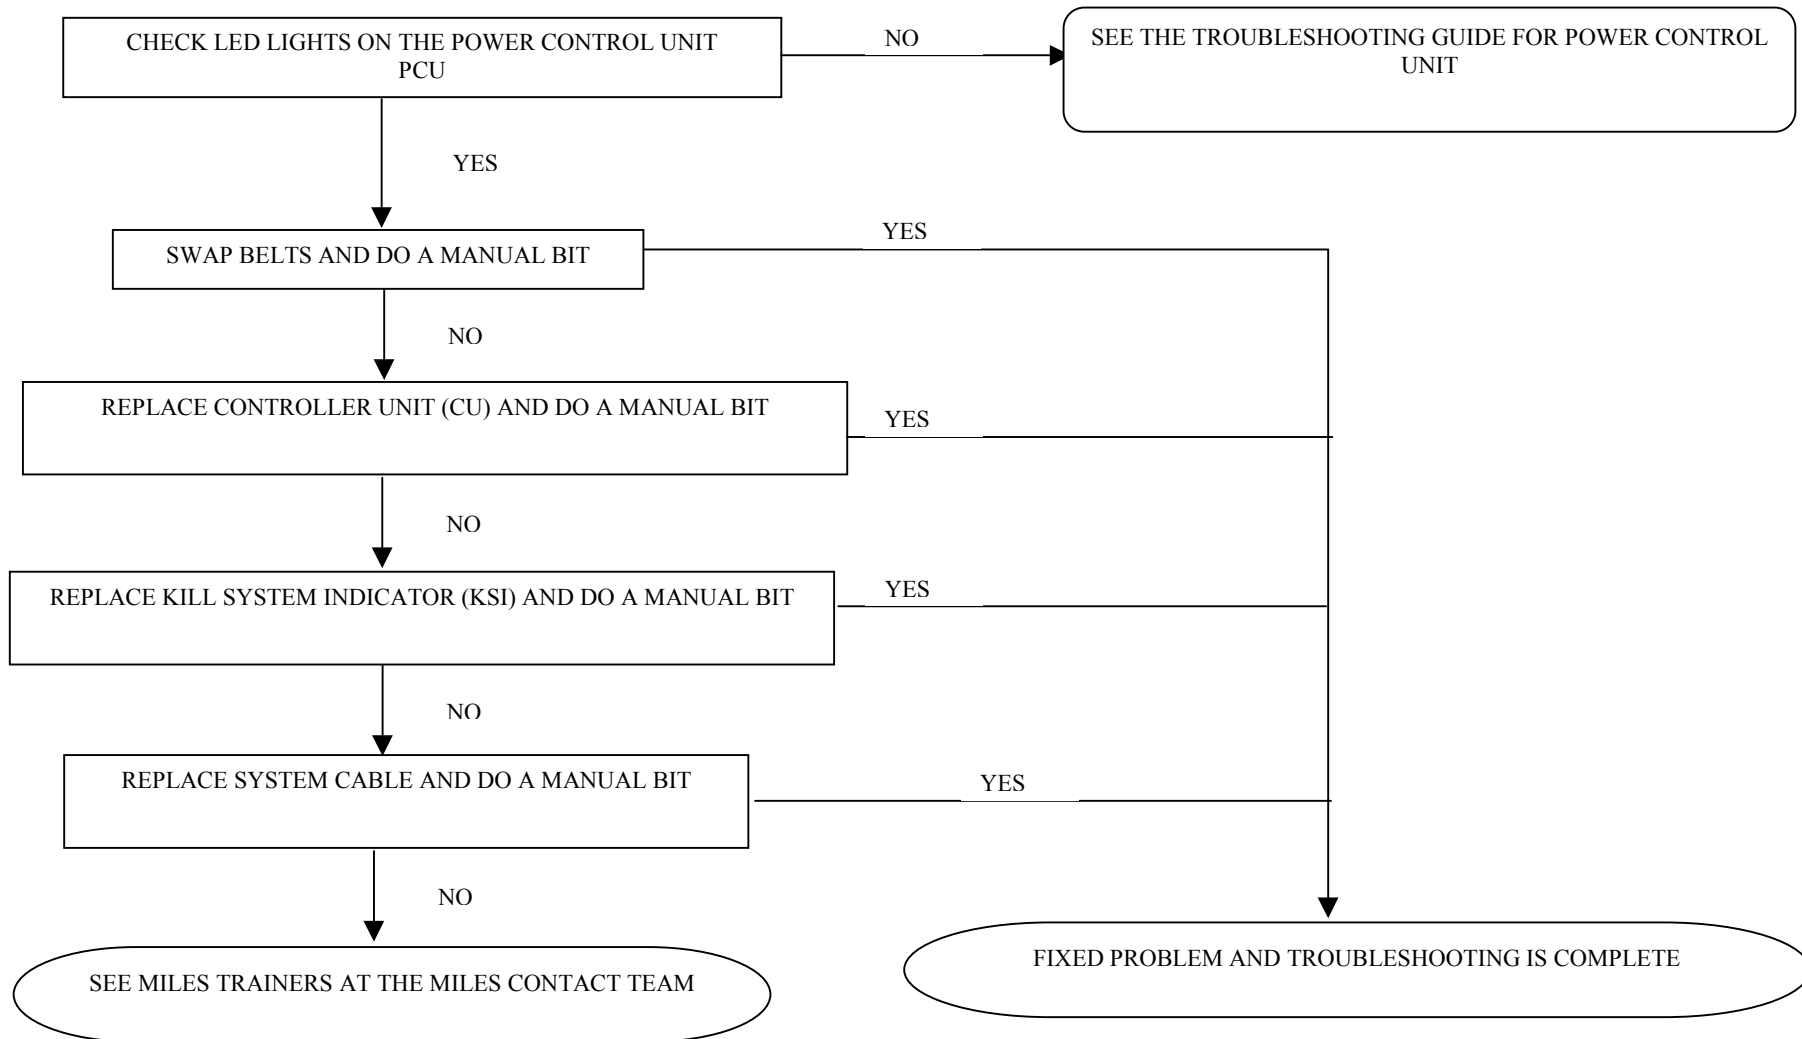 CHECK LED LIGHTS ON THE POWER CONTROL UNIT
PCU
NO
SEE THE TROUBLESHOOTING GUIDE FOR POWER CONTROL
UNIT
YES
SWAP BELTS AND DO A MANUAL BIT
YES
NO
REPLACE CONTROLLER UNIT (CU) AND DO A MANUAL BIT
YES
NO
REPLACE KILL SYSTEM INDICATOR (KSI) AND DO A MANUAL BIT
YES
NO
REPLACE SYSTEM CABLE AND DO A MANUAL BIT
YES
NO
SEE MILES TRAINERS AT THE MILES CONTACT TEAM
FIXED PROBLEM AND TROUBLESHOOTING IS COMPLETE